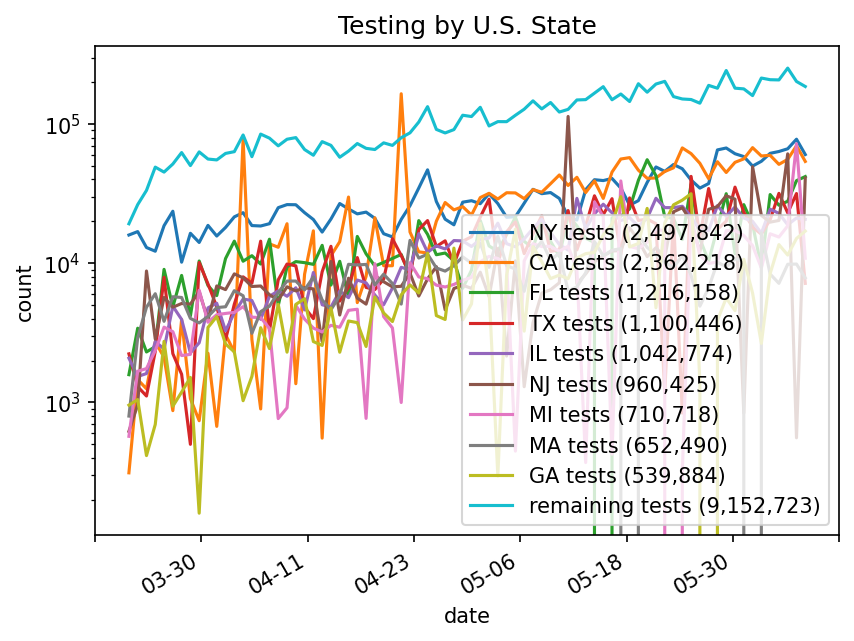 Testing by U.S. State
count
10^5
10^4
10^3
NY tests (2,497,842)
CA tests (2,362,218)
FL tests (1,216,158)
TX tests (1,100,446)
IL tests (1,042,774)
NJ tests (960,425)
MI tests (710,718)
MA tests (652,490)
GA tests (539,884)
remaining tests (9,152,723)
03-30
04-11
04-23
05-06
05-18
05-30
date